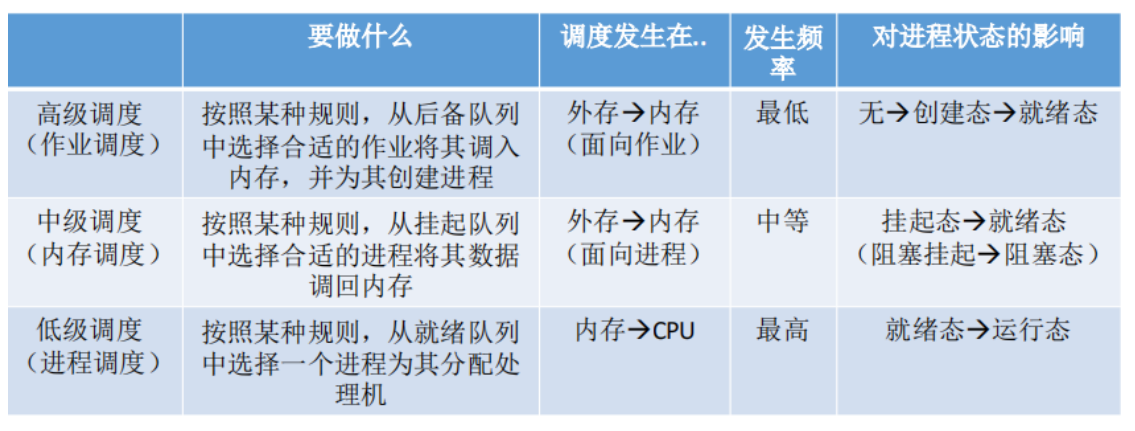 要做什么
调度发生在..
发生频
率
对进程状态的影响
高级调度
（作业调度）
按照某种规则，从后备队列
中选择合适的作业将其调入
内存，并为其创建进程
外存→内存
（面向作业）
最低
无→创建态→就绪态
中级调度
（内存调度）
按照某种规则，从挂起队列
中选择合适的进程将其数据
调回内存
外存→内存
（面向进程）
中等
挂起态→就绪态
（阻塞挂起→阻塞态）
低级调度
（进程调度）
按照某种规则，从就绪队列
中选择一个进程为其分配处
理机
内存→CPU
最高
就绪态→运行态